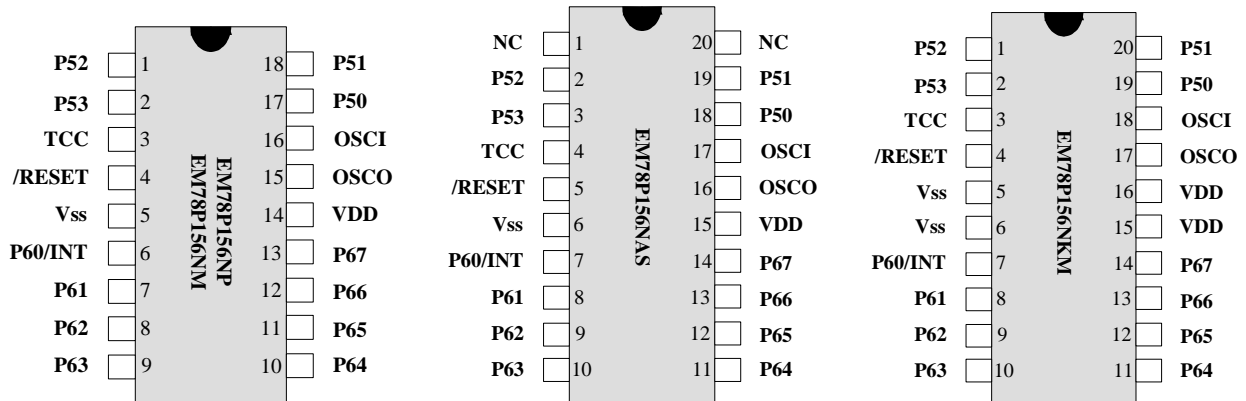 P52 1 18 P51
P53 2 17 P50
TCC 3 16 OSCI
/RESET 4 15 OSCO
Vss 5 14 VDD
P60/INT 6 13 P67
P61 7 12 P66
P62 8 11 P65
P63 9 10 P64
EM78P156NP
EM78P156NM
NC 1 20 NC
P52 2 19 P51
P53 3 18 P50
TCC 4 17 OSCI
/RESET 5 16 OSCO
Vss 6 15 VDD
P60/INT 7 14 P67
P61 8 13 P66
P62 9 12 P65
P63 10 11 P64
EM78P156NAS
P52 1 20 P51
P53 2 19 P50
TCC 3 18 OSCI
/RESET 4 17 OSCO
Vss 5 16 VDD
Vss 6 15 VDD
P60/INT 7 14 P67
P61 8 13 P66
P62 9 12 P65
P63 10 11 P64
EM78P156NKM